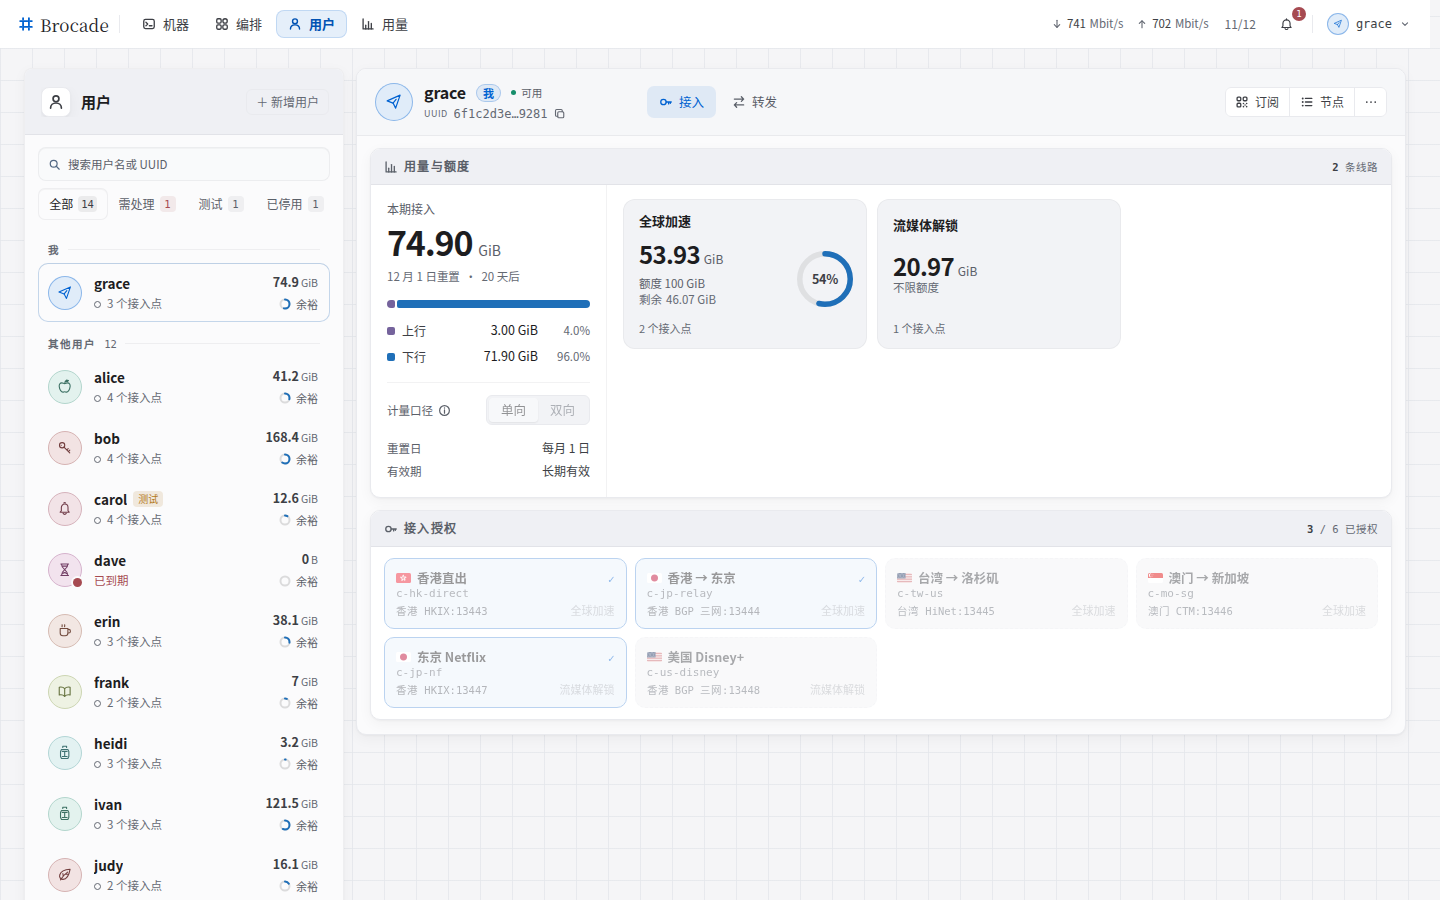 Brocade
机器
编排
用户
用量
741 Mbit/s
702 Mbit/s
11/12
1
grace
用户
新增用户
搜索用户名或 UUID
全部 14
需处理 1
测试 1
已停用 1
我
grace
74.9 GiB
3 个接入点
余裕
其他用户 12
alice
41.2 GiB
4 个接入点
余裕
bob
168.4 GiB
4 个接入点
余裕
carol 测试
12.6 GiB
4 个接入点
余裕
dave
0 B
已到期
余裕
erin
38.1 GiB
3 个接入点
余裕
frank
7 GiB
2 个接入点
余裕
heidi
3.2 GiB
3 个接入点
余裕
ivan
121.5 GiB
3 个接入点
余裕
judy
16.1 GiB
2 个接入点
余裕
grace 我 可用
UUID 6f1c2d3e…9281
接入
转发
订阅
节点
用量与额度
2 条线路
本期接入
74.90 GiB
12 月 1 日重置 • 20 天后
上行 3.00 GiB 4.0%
下行 71.90 GiB 96.0%
计量口径
单向
双向
重置日 每月 1 日
有效期 长期有效
全球加速
53.93 GiB
额度 100 GiB
剩余 46.07 GiB
54%
2 个接入点
流媒体解锁
20.97 GiB
不限额度
1 个接入点
接入授权
3 / 6 已授权
香港直出 ✓
c-hk-direct
香港 HKIX:13443 全球加速
香港 → 东京 ✓
c-jp-relay
香港 BGP 三网:13444 全球加速
台湾 → 洛杉矶
c-tw-us
台湾 HiNet:13445 全球加速
澳门 → 新加坡
c-mo-sg
澳门 CTM:13446 全球加速
东京 Netflix ✓
c-jp-nf
香港 HKIX:13447 流媒体解锁
美国 Disney+
c-us-disney
香港 BGP 三网:13448 流媒体解锁